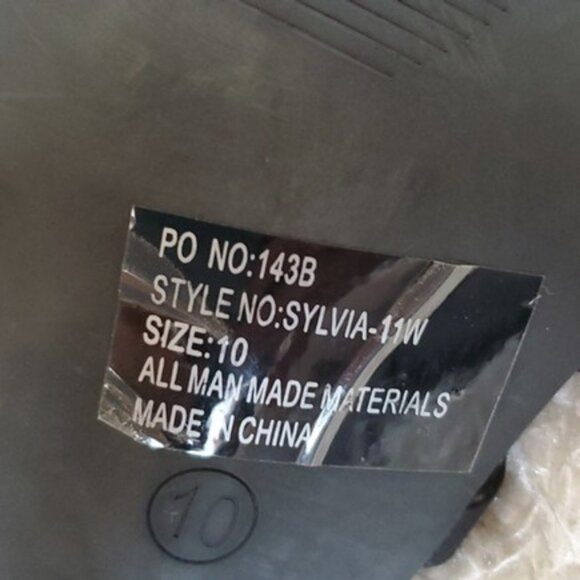 PO NO:143B
STYLE NO:SYLVIA-11W
SIZE:10
ALL MAN MADE MATERIALS
MADE IN CHINA
10